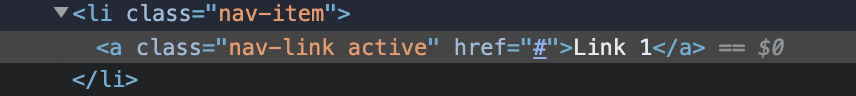 <li class="nav-item">
<a class="nav-link active" href="#">Link 1</a> == $0
</li>